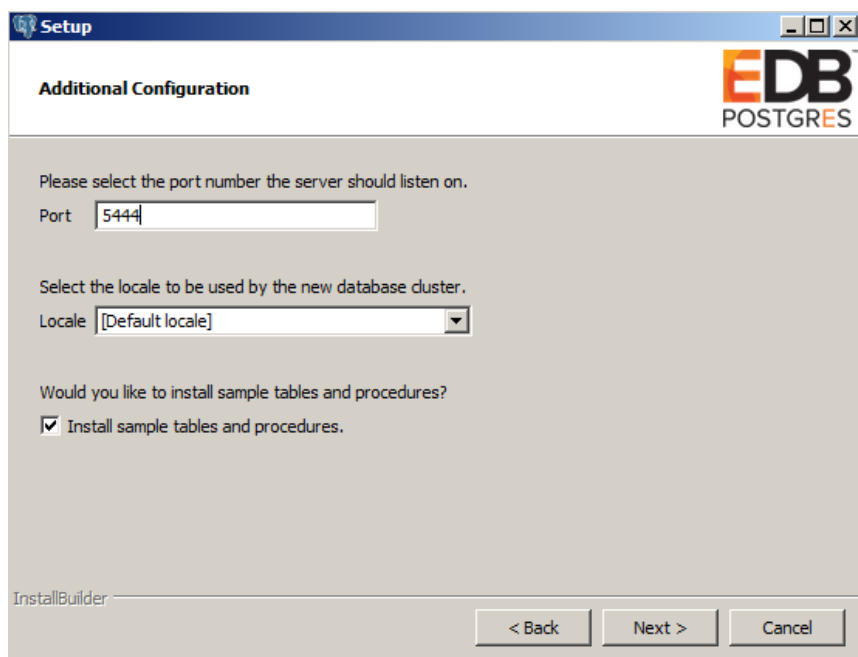 Setup
Additional Configuration
EDB
POSTGRES
Please select the port number the server should listen on.
Port 5444
Select the locale to be used by the new database cluster.
Locale [Default locale]
Would you like to install sample tables and procedures?
Install sample tables and procedures.
InstallBuilder
< Back Next > Cancel